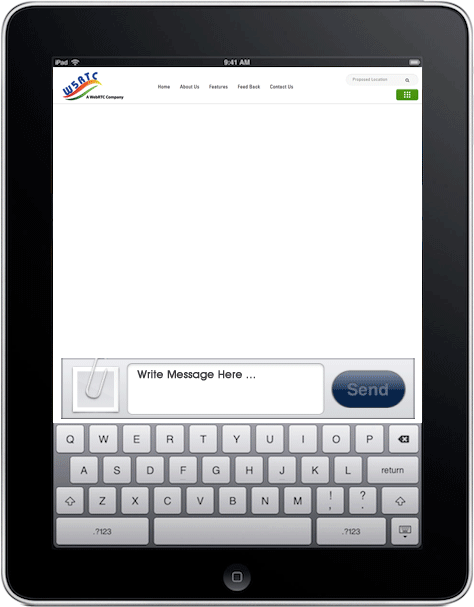 iPad 9:41 AM
WSRTC
A WebRTC Company
Home About Us Features Feed Back Contact Us
Proposed Location
Write Message Here ...
Send
Q W E R T Y U I O P
A S D F G H J K L return
Z X C V B N M ! , ? .
.?123 .?123